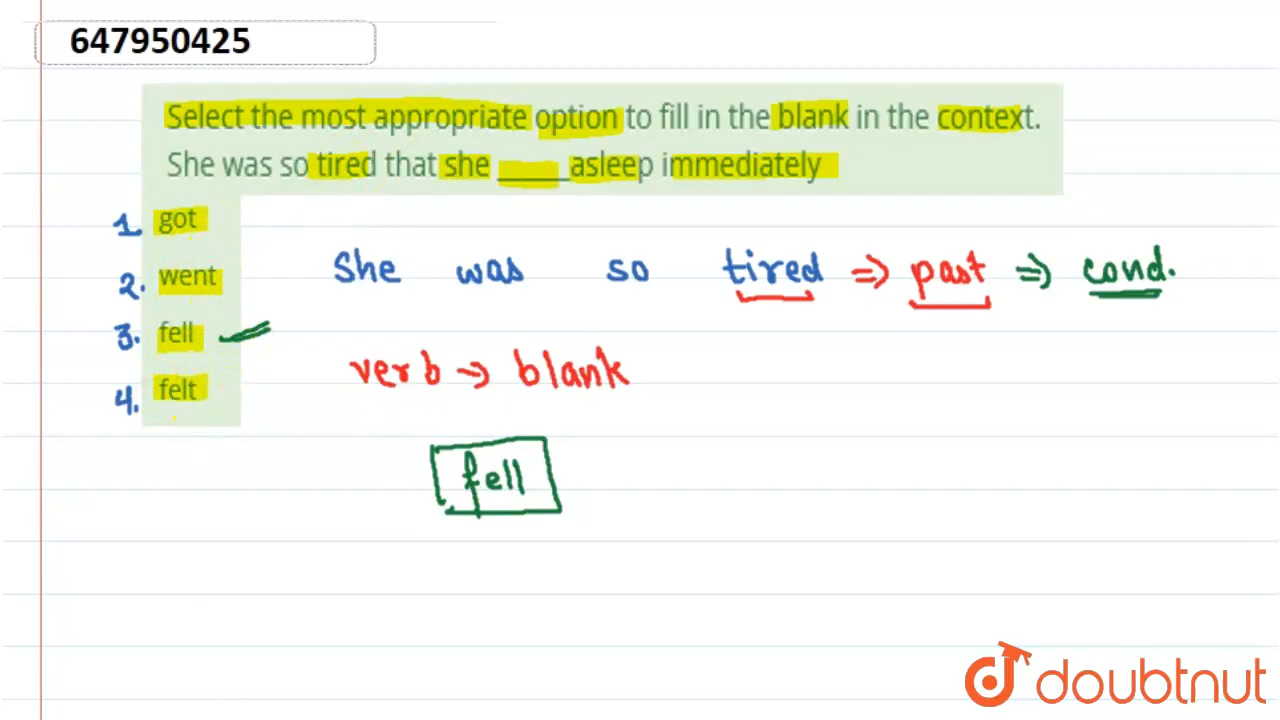 647950425
Select the most appropriate option to fill in the blank in the context.
She was so tired that she _____ asleep immediately
1. got
2. went
3. fell
4. felt
She was so tired ⇒ past ⇒ cond.
verb → blank
fell
doubtnut